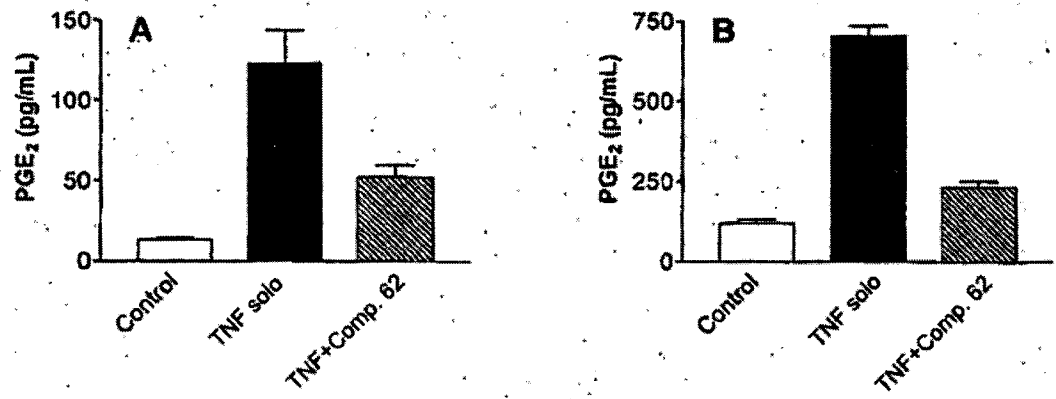 A
PGE₂ (pg/mL)
150
100
50
0
Control
TNF solo
TNF+Comp. 62
B
PGE₂ (pg/mL)
750
500
250
0
Control
TNF solo
TNF+Comp. 62